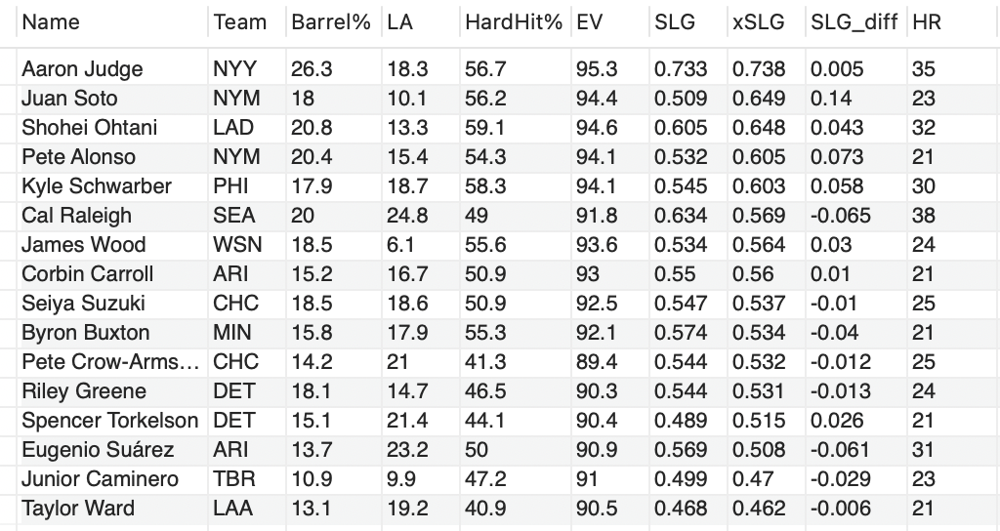 Name Team Barrel% LA HardHit% EV SLG xSLG SLG_diff HR
Aaron Judge NYY 26.3 18.3 56.7 95.3 0.733 0.738 0.005 35
Juan Soto NYM 18 10.1 56.2 94.4 0.509 0.649 0.14 23
Shohei Ohtani LAD 20.8 13.3 59.1 94.6 0.605 0.648 0.043 32
Pete Alonso NYM 20.4 15.4 54.3 94.1 0.532 0.605 0.073 21
Kyle Schwarber PHI 17.9 18.7 58.3 94.1 0.545 0.603 0.058 30
Cal Raleigh SEA 20 24.8 49 91.8 0.634 0.569 -0.065 38
James Wood WSN 18.5 6.1 55.6 93.6 0.534 0.564 0.03 24
Corbin Carroll ARI 15.2 16.7 50.9 93 0.55 0.56 0.01 21
Seiya Suzuki CHC 18.5 18.6 50.9 92.5 0.547 0.537 -0.01 25
Byron Buxton MIN 15.8 17.9 55.3 92.1 0.574 0.534 -0.04 21
Pete Crow-Arms... CHC 14.2 21 41.3 89.4 0.544 0.532 -0.012 25
Riley Greene DET 18.1 14.7 46.5 90.3 0.544 0.531 -0.013 24
Spencer Torkelson DET 15.1 21.4 44.1 90.4 0.489 0.515 0.026 21
Eugenio Suárez ARI 13.7 23.2 50 90.9 0.569 0.508 -0.061 31
Junior Caminero TBR 10.9 9.9 47.2 91 0.499 0.47 -0.029 23
Taylor Ward LAA 13.1 19.2 40.9 90.5 0.468 0.462 -0.006 21